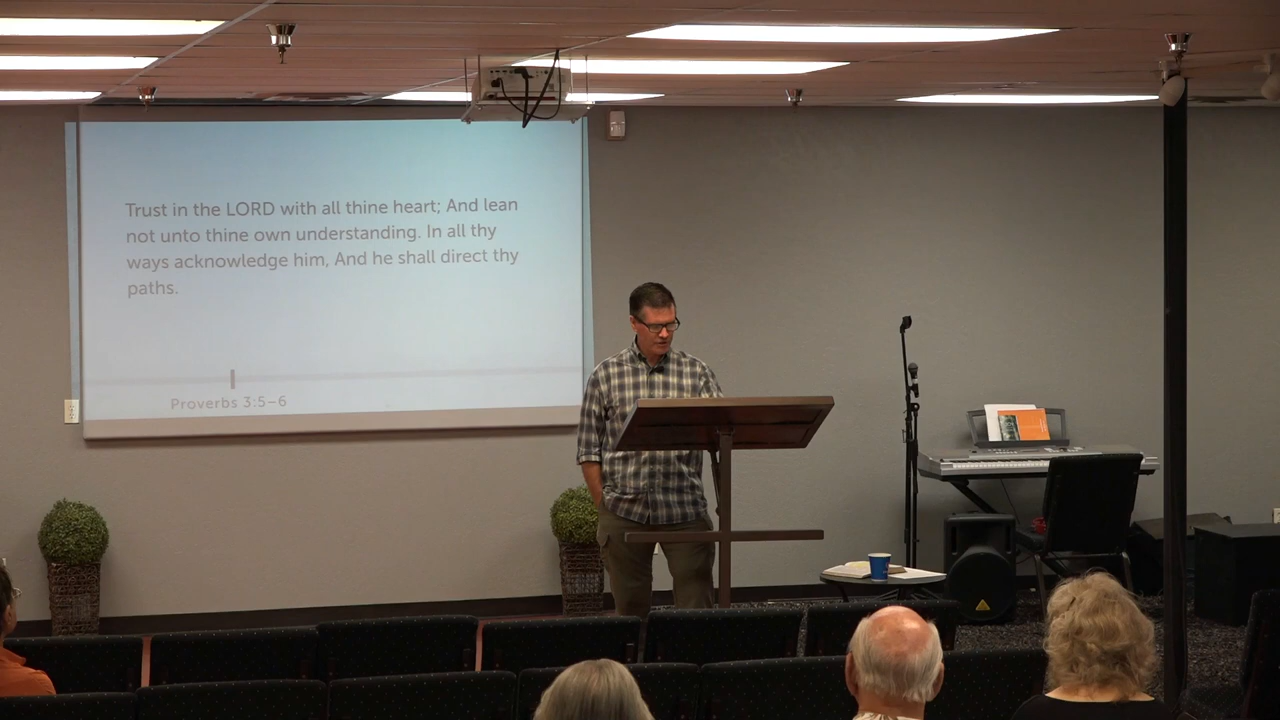 Trust in the LORD with all thine heart; And lean
not unto thine own understanding. In all thy
ways acknowledge him, And he shall direct thy
paths.
Proverbs 3:5–6